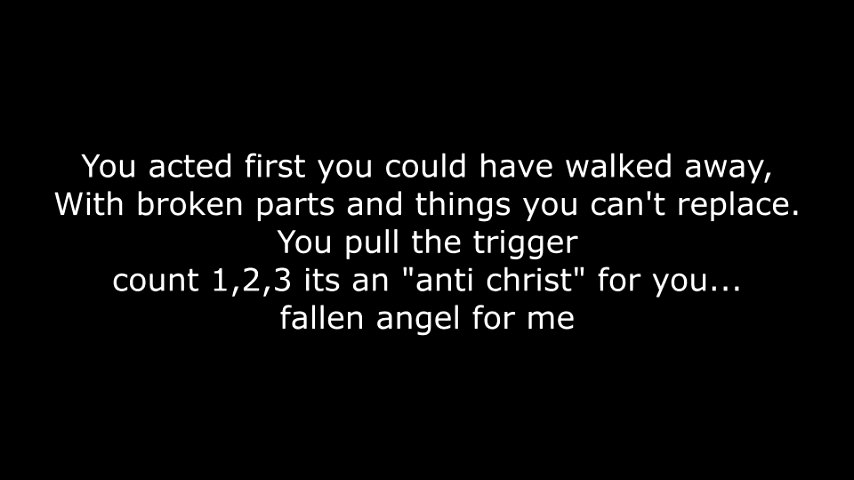 You acted first you could have walked away,
With broken parts and things you can't replace.
You pull the trigger
count 1,2,3 its an "anti christ" for you...
fallen angel for me